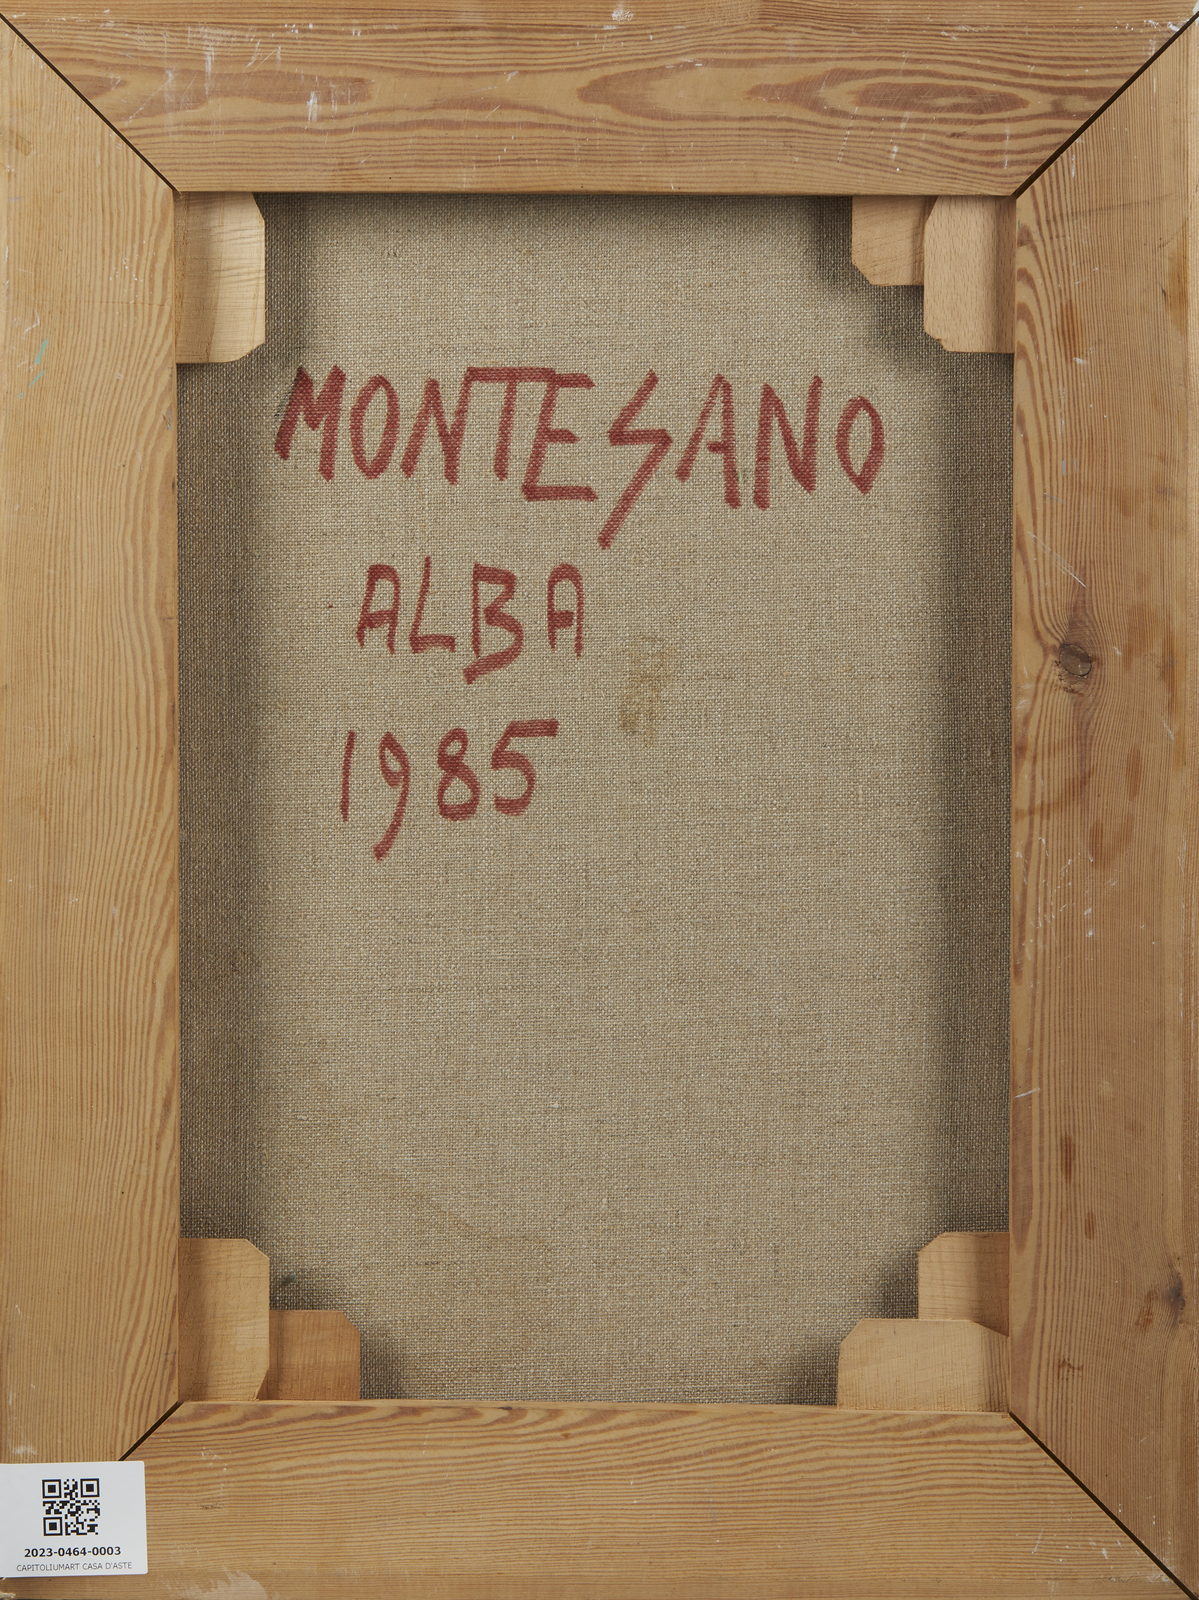 MONTESANO
ALBA
1985
2023-0464-0003
CAPITOLIUMART CASA D'ASTE